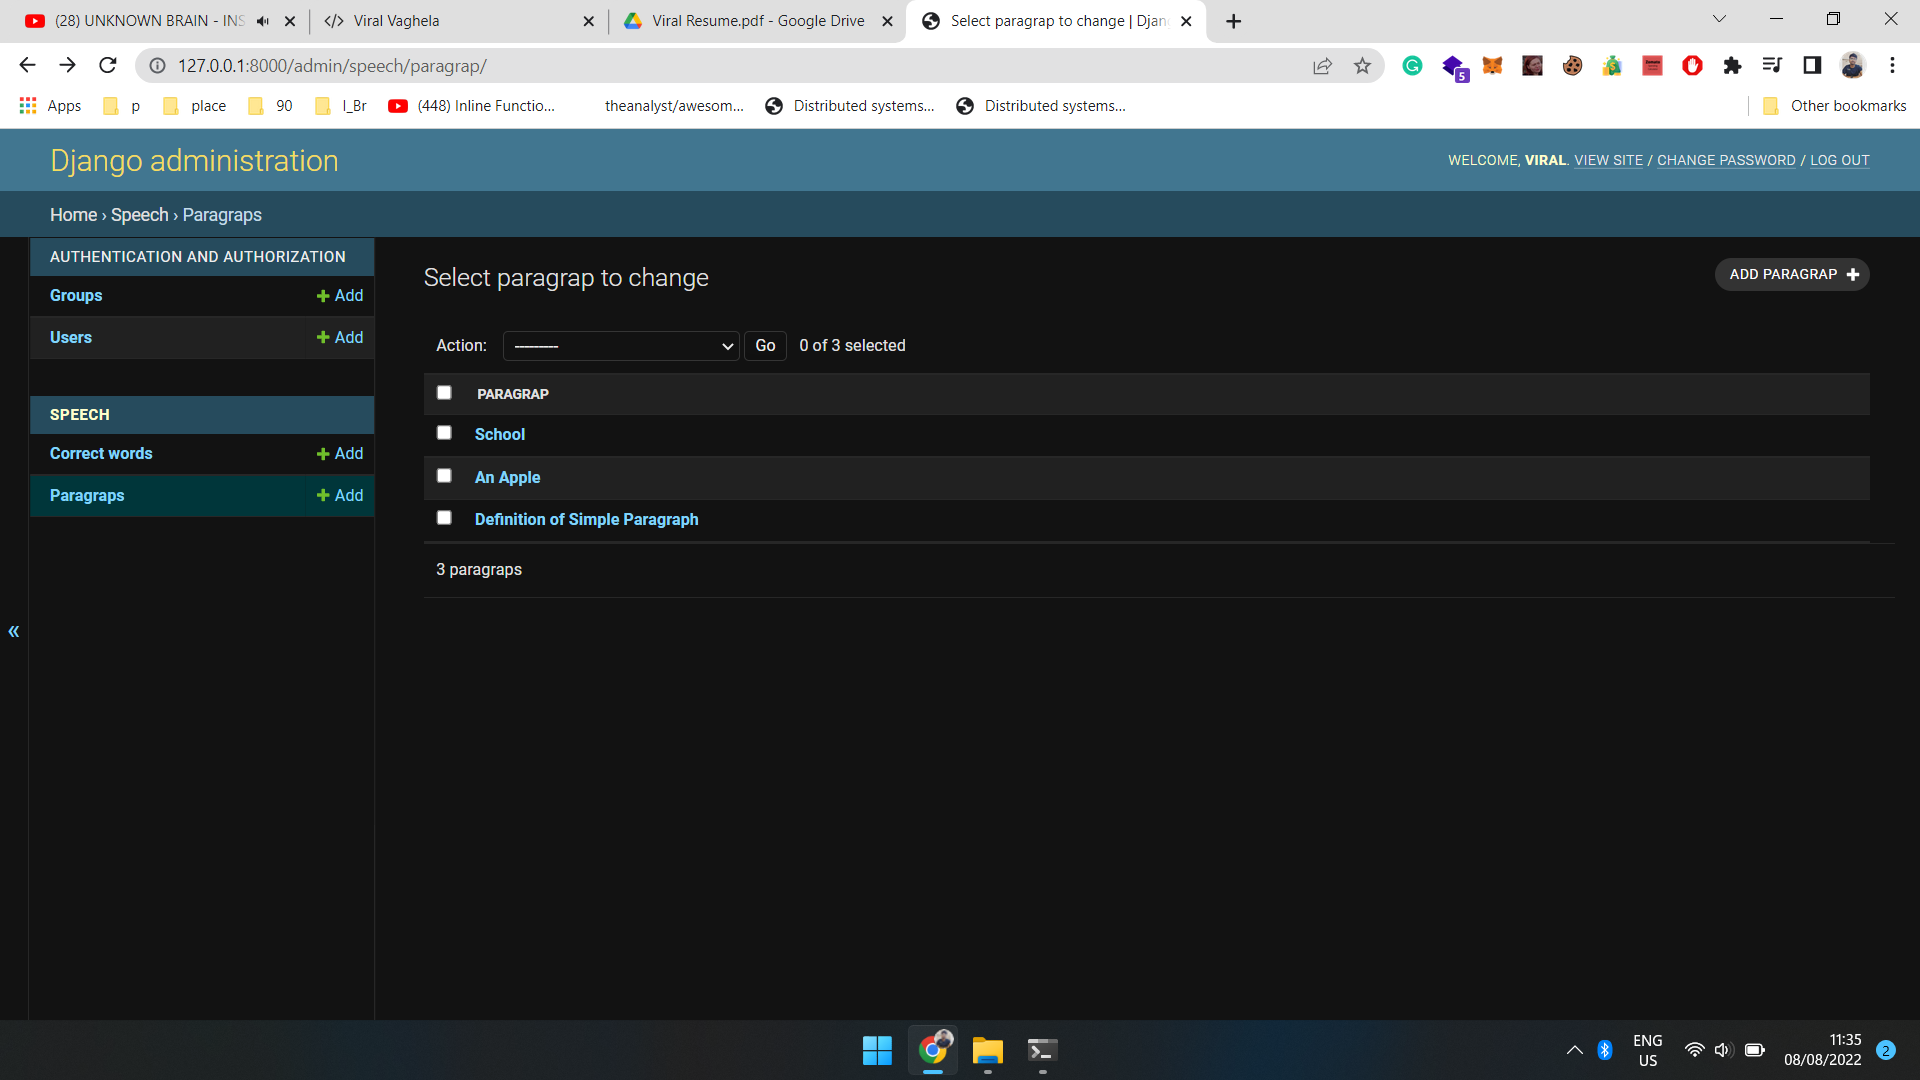 (28) UNKNOWN BRAIN - INS
Viral Vaghela
Viral Resume.pdf - Google Drive
Select paragrap to change | Djan
127.0.0.1:8000/admin/speech/paragrap/
5
Apps
p
place
90
I_Br
(448) Inline Functio...
theanalyst/awesom...
Distributed systems...
Distributed systems...
Other bookmarks
Django administration
WELCOME, VIRAL. VIEW SITE / CHANGE PASSWORD / LOG OUT
Home › Speech › Paragraps
AUTHENTICATION AND AUTHORIZATION
Groups + Add
Users + Add
SPEECH
Correct words + Add
Paragraps + Add
«
Select paragrap to change
ADD PARAGRAP +
Action: --------- Go 0 of 3 selected
PARAGRAP
School
An Apple
Definition of Simple Paragraph
3 paragraps
ENG
US
11:35
08/08/2022
2